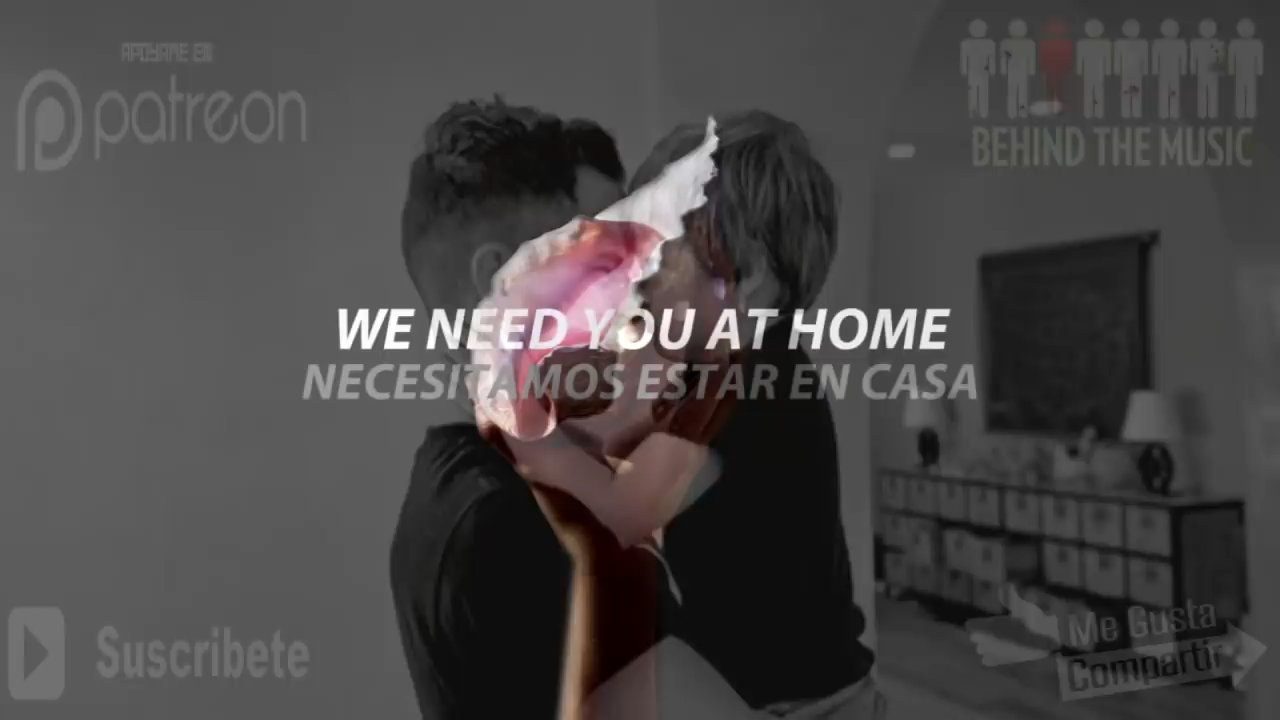 APOYAME EN
patreon
BEHIND THE MUSIC
WE NEED YOU AT HOME
NECESITAMOS ESTAR EN CASA
Suscribete
Me Gusta
Compartir